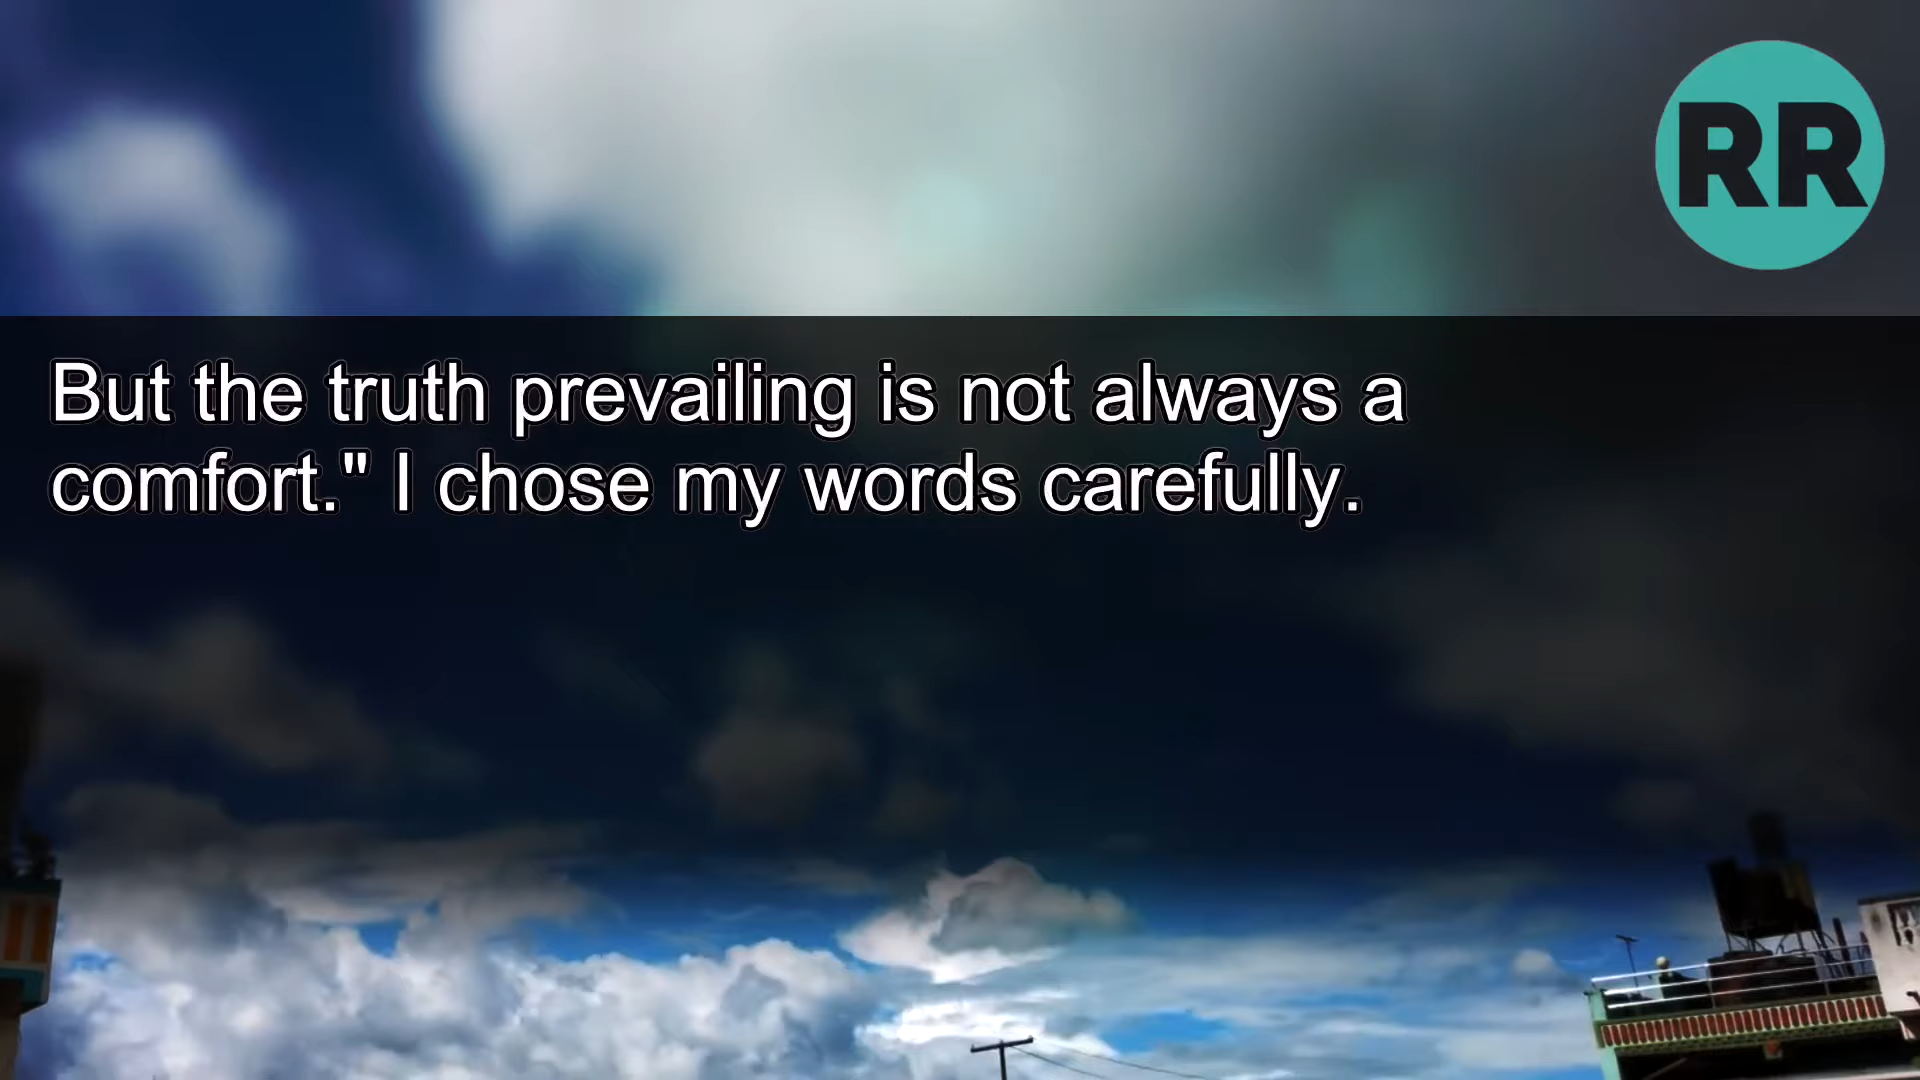 RR
But the truth prevailing is not always a
comfort." I chose my words carefully.